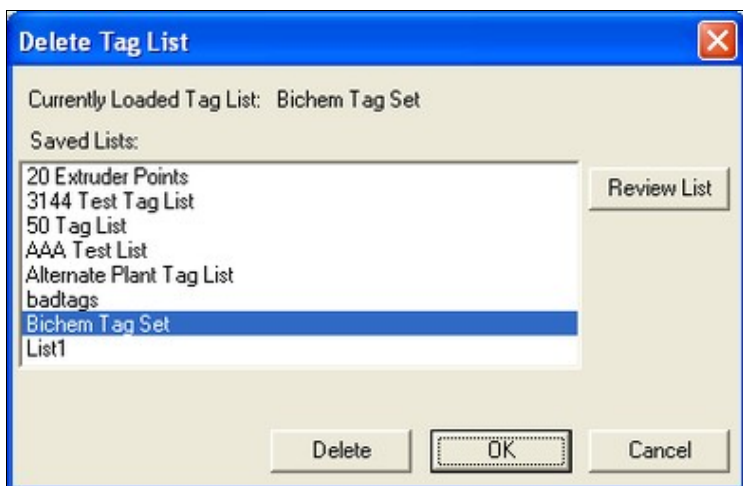 Delete Tag List
Currently Loaded Tag List: Bichem Tag Set
Saved Lists:
20 Extruder Points
3144 Test Tag List
50 Tag List
AAA Test List
Alternate Plant Tag List
badtags
Bichem Tag Set
List1
Review List
Delete
OK
Cancel